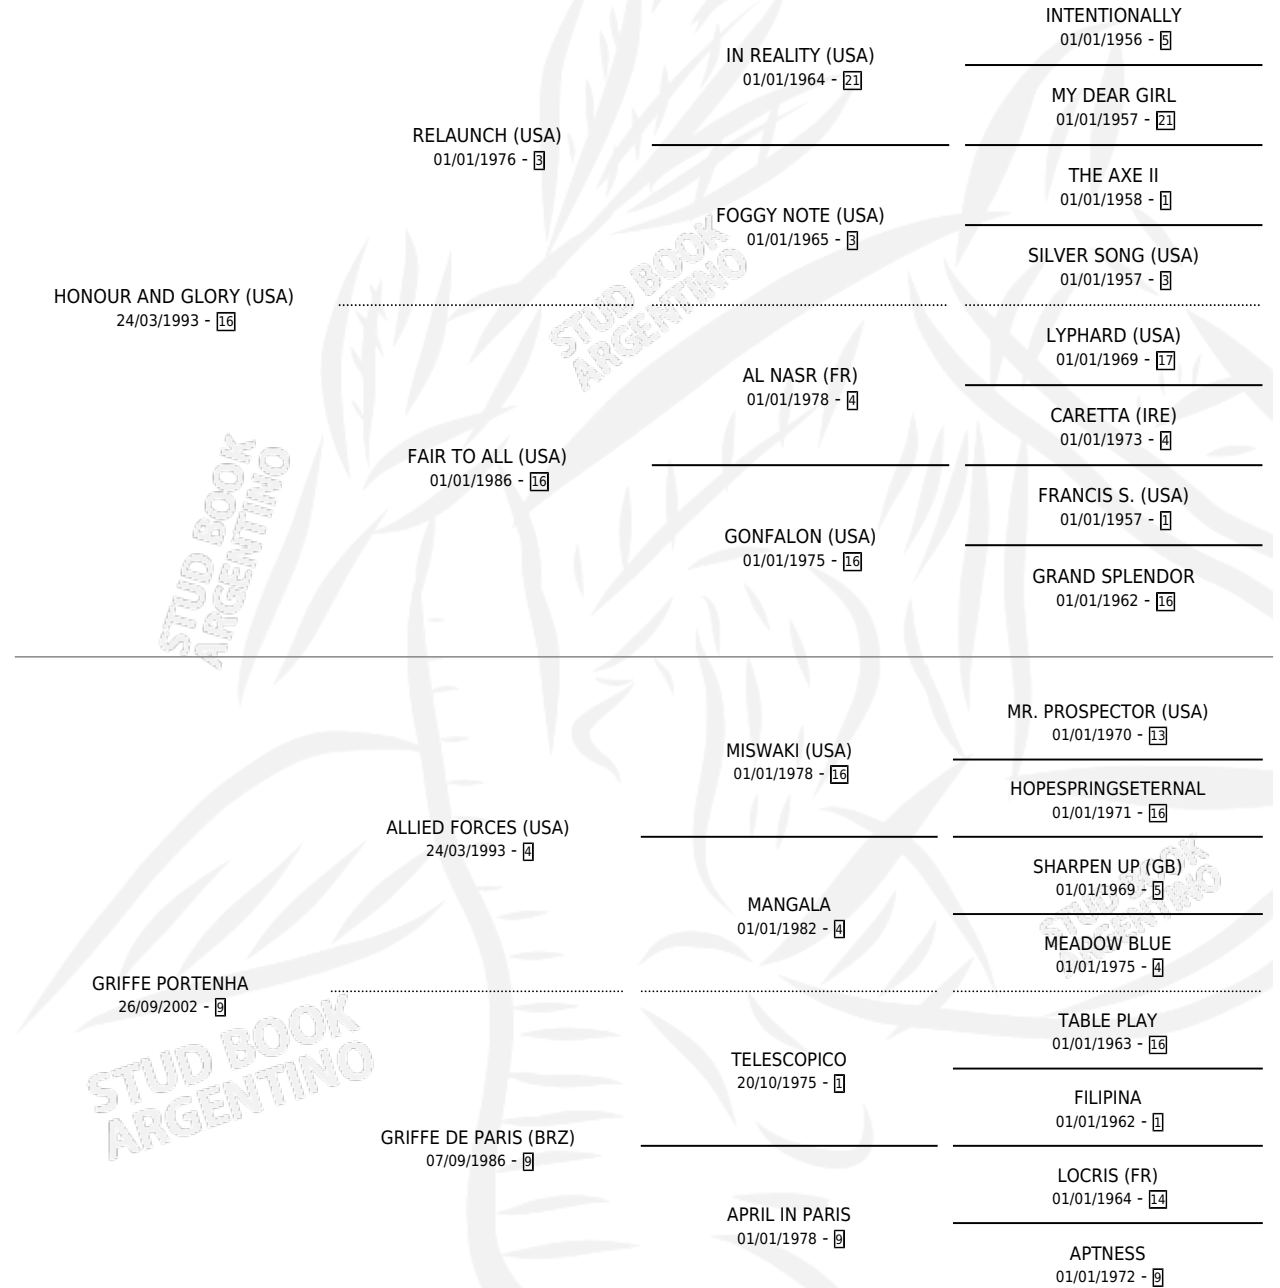 INTENTIONALLY
01/01/1956 - 5
IN REALITY (USA)
01/01/1964 - 21
MY DEAR GIRL
01/01/1957 - 21
RELAUNCH (USA)
01/01/1976 - 3
THE AXE II
01/01/1958 - 1
FOGGY NOTE (USA)
01/01/1965 - 3
SILVER SONG (USA)
01/01/1957 - 3
HONOUR AND GLORY (USA)
24/03/1993 - 16
LYPHARD (USA)
01/01/1969 - 17
AL NASR (FR)
01/01/1978 - 4
CARETTA (IRE)
01/01/1973 - 4
FAIR TO ALL (USA)
01/01/1986 - 16
FRANCIS S. (USA)
01/01/1957 - 1
GONFALON (USA)
01/01/1975 - 16
GRAND SPLENDOR
01/01/1962 - 16
MR. PROSPECTOR (USA)
01/01/1970 - 13
MISWAKI (USA)
01/01/1978 - 16
HOPESPRINGSETERNAL
01/01/1971 - 16
ALLIED FORCES (USA)
24/03/1993 - 4
SHARPEN UP (GB)
01/01/1969 - 5
MANGALA
01/01/1982 - 4
MEADOW BLUE
01/01/1975 - 4
GRIFFE PORTENHA
26/09/2002 - 9
TABLE PLAY
01/01/1963 - 16
TELESCOPICO
20/10/1975 - 1
FILIPINA
01/01/1962 - 1
GRIFFE DE PARIS (BRZ)
07/09/1986 - 9
LOCRIS (FR)
01/01/1964 - 14
APRIL IN PARIS
01/01/1978 - 9
APTNESS
01/01/1972 - 9
STUD BOOK
ARGENTINO
STUD BOOK
ARGENTINO
STUD BOOK
ARGENTINO
STUD BOOK
ARGENTINO